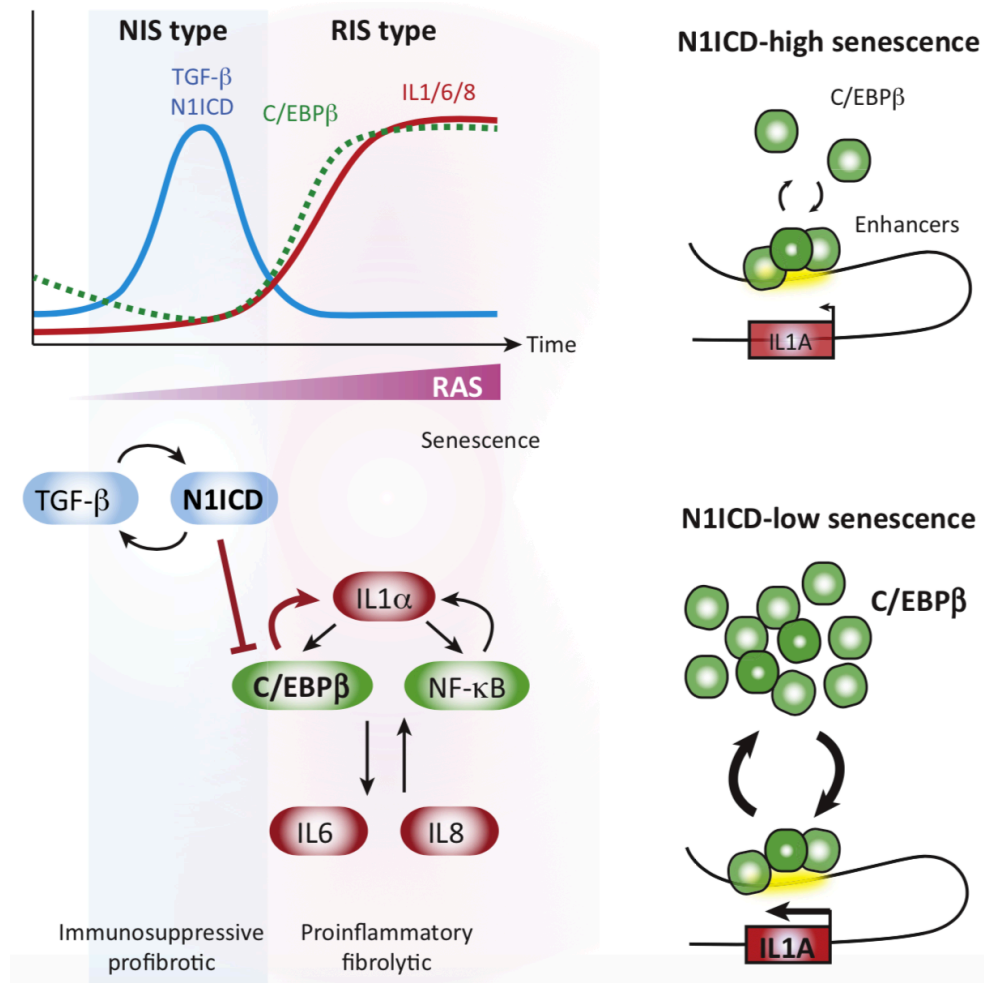 NIS type
RIS type
TGF-β
N1ICD
C/EBPβ
IL1/6/8
Time
RAS
Senescence
TGF-β
N1ICD
IL1α
C/EBPβ
NF-κB
IL6
IL8
Immunosuppressive
profibrotic
Proinflammatory
fibrolytic
N1ICD-high senescence
C/EBPβ
Enhancers
IL1A
N1ICD-low senescence
C/EBPβ
IL1A